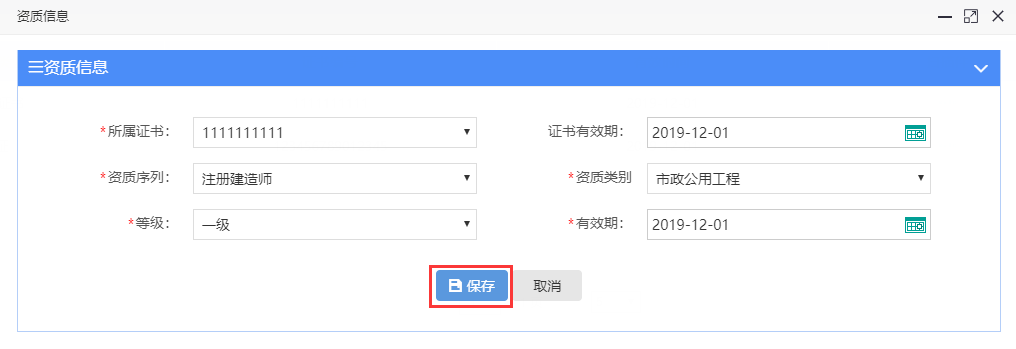 资质信息
三资质信息
*所属证书： 1111111111 证书有效期： 2019-12-01
*资质序列： 注册建造师 *资质类别 市政公用工程
*等级： 一级 *有效期： 2019-12-01
保存 取消